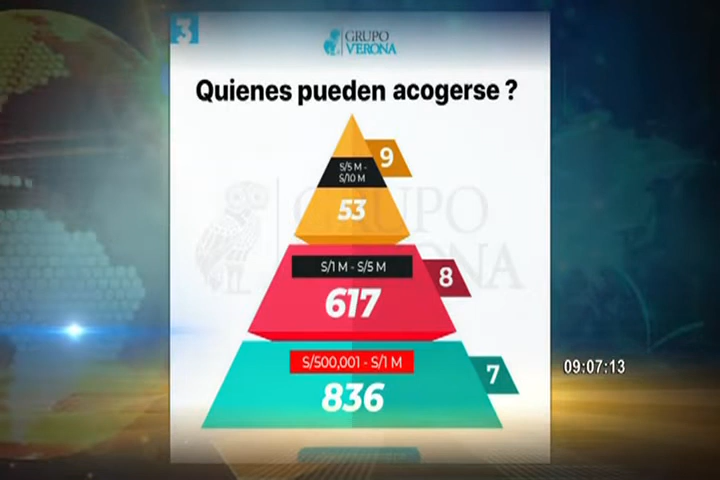 3
GRUPO
VERONA
Quienes pueden acogerse ?
9
S/5 M -
S/10 M
53
GRUPO
VERONA
S/1 M - S/5 M
8
617
S/500,001 - S/1 M
7
836
09:07:13